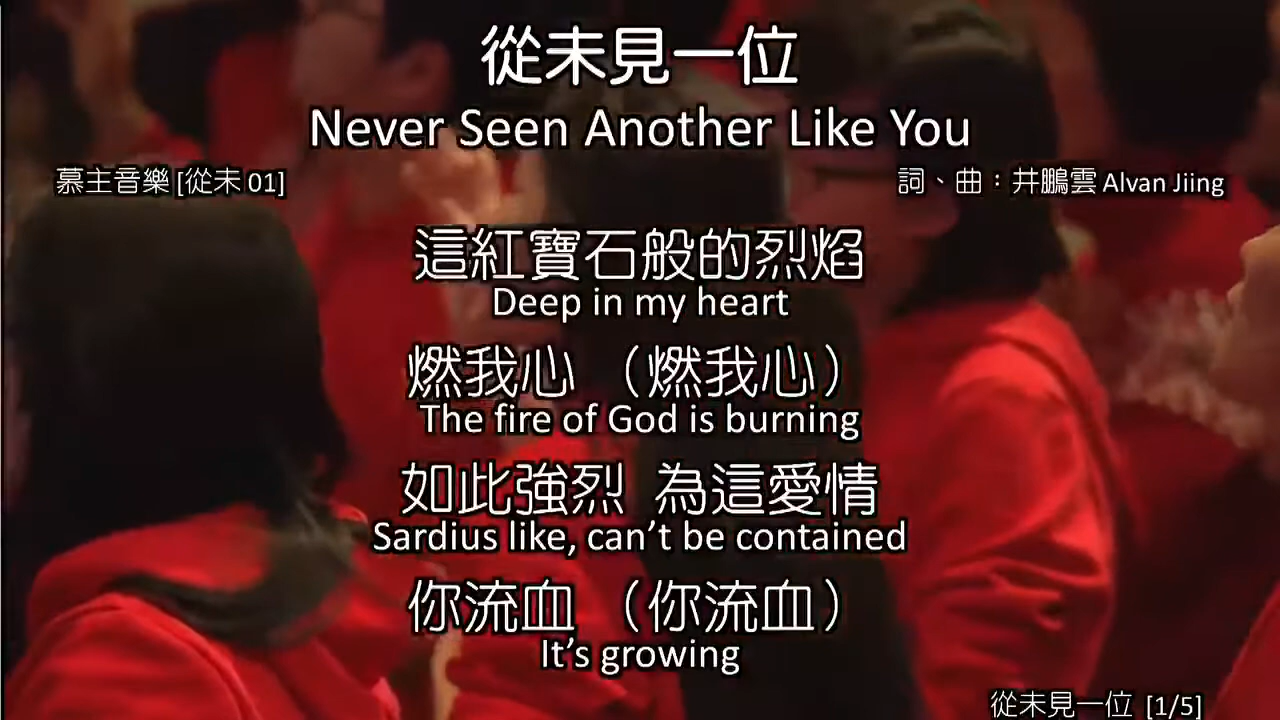 從未見一位
Never Seen Another Like You
慕主音樂 [從未 01]
詞、曲：井鵬雲 Alvan Jiing
這紅寶石般的烈焰
Deep in my heart
燃我心 （燃我心）
The fire of God is burning
如此強烈 為這愛情
Sardius like, can't be contained
你流血 （你流血）
It's growing
從未見一位 [1/5]